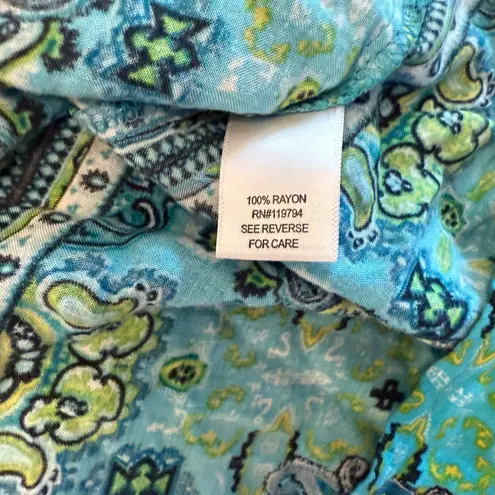 100% RAYON
RN#119794
SEE REVERSE
FOR CARE